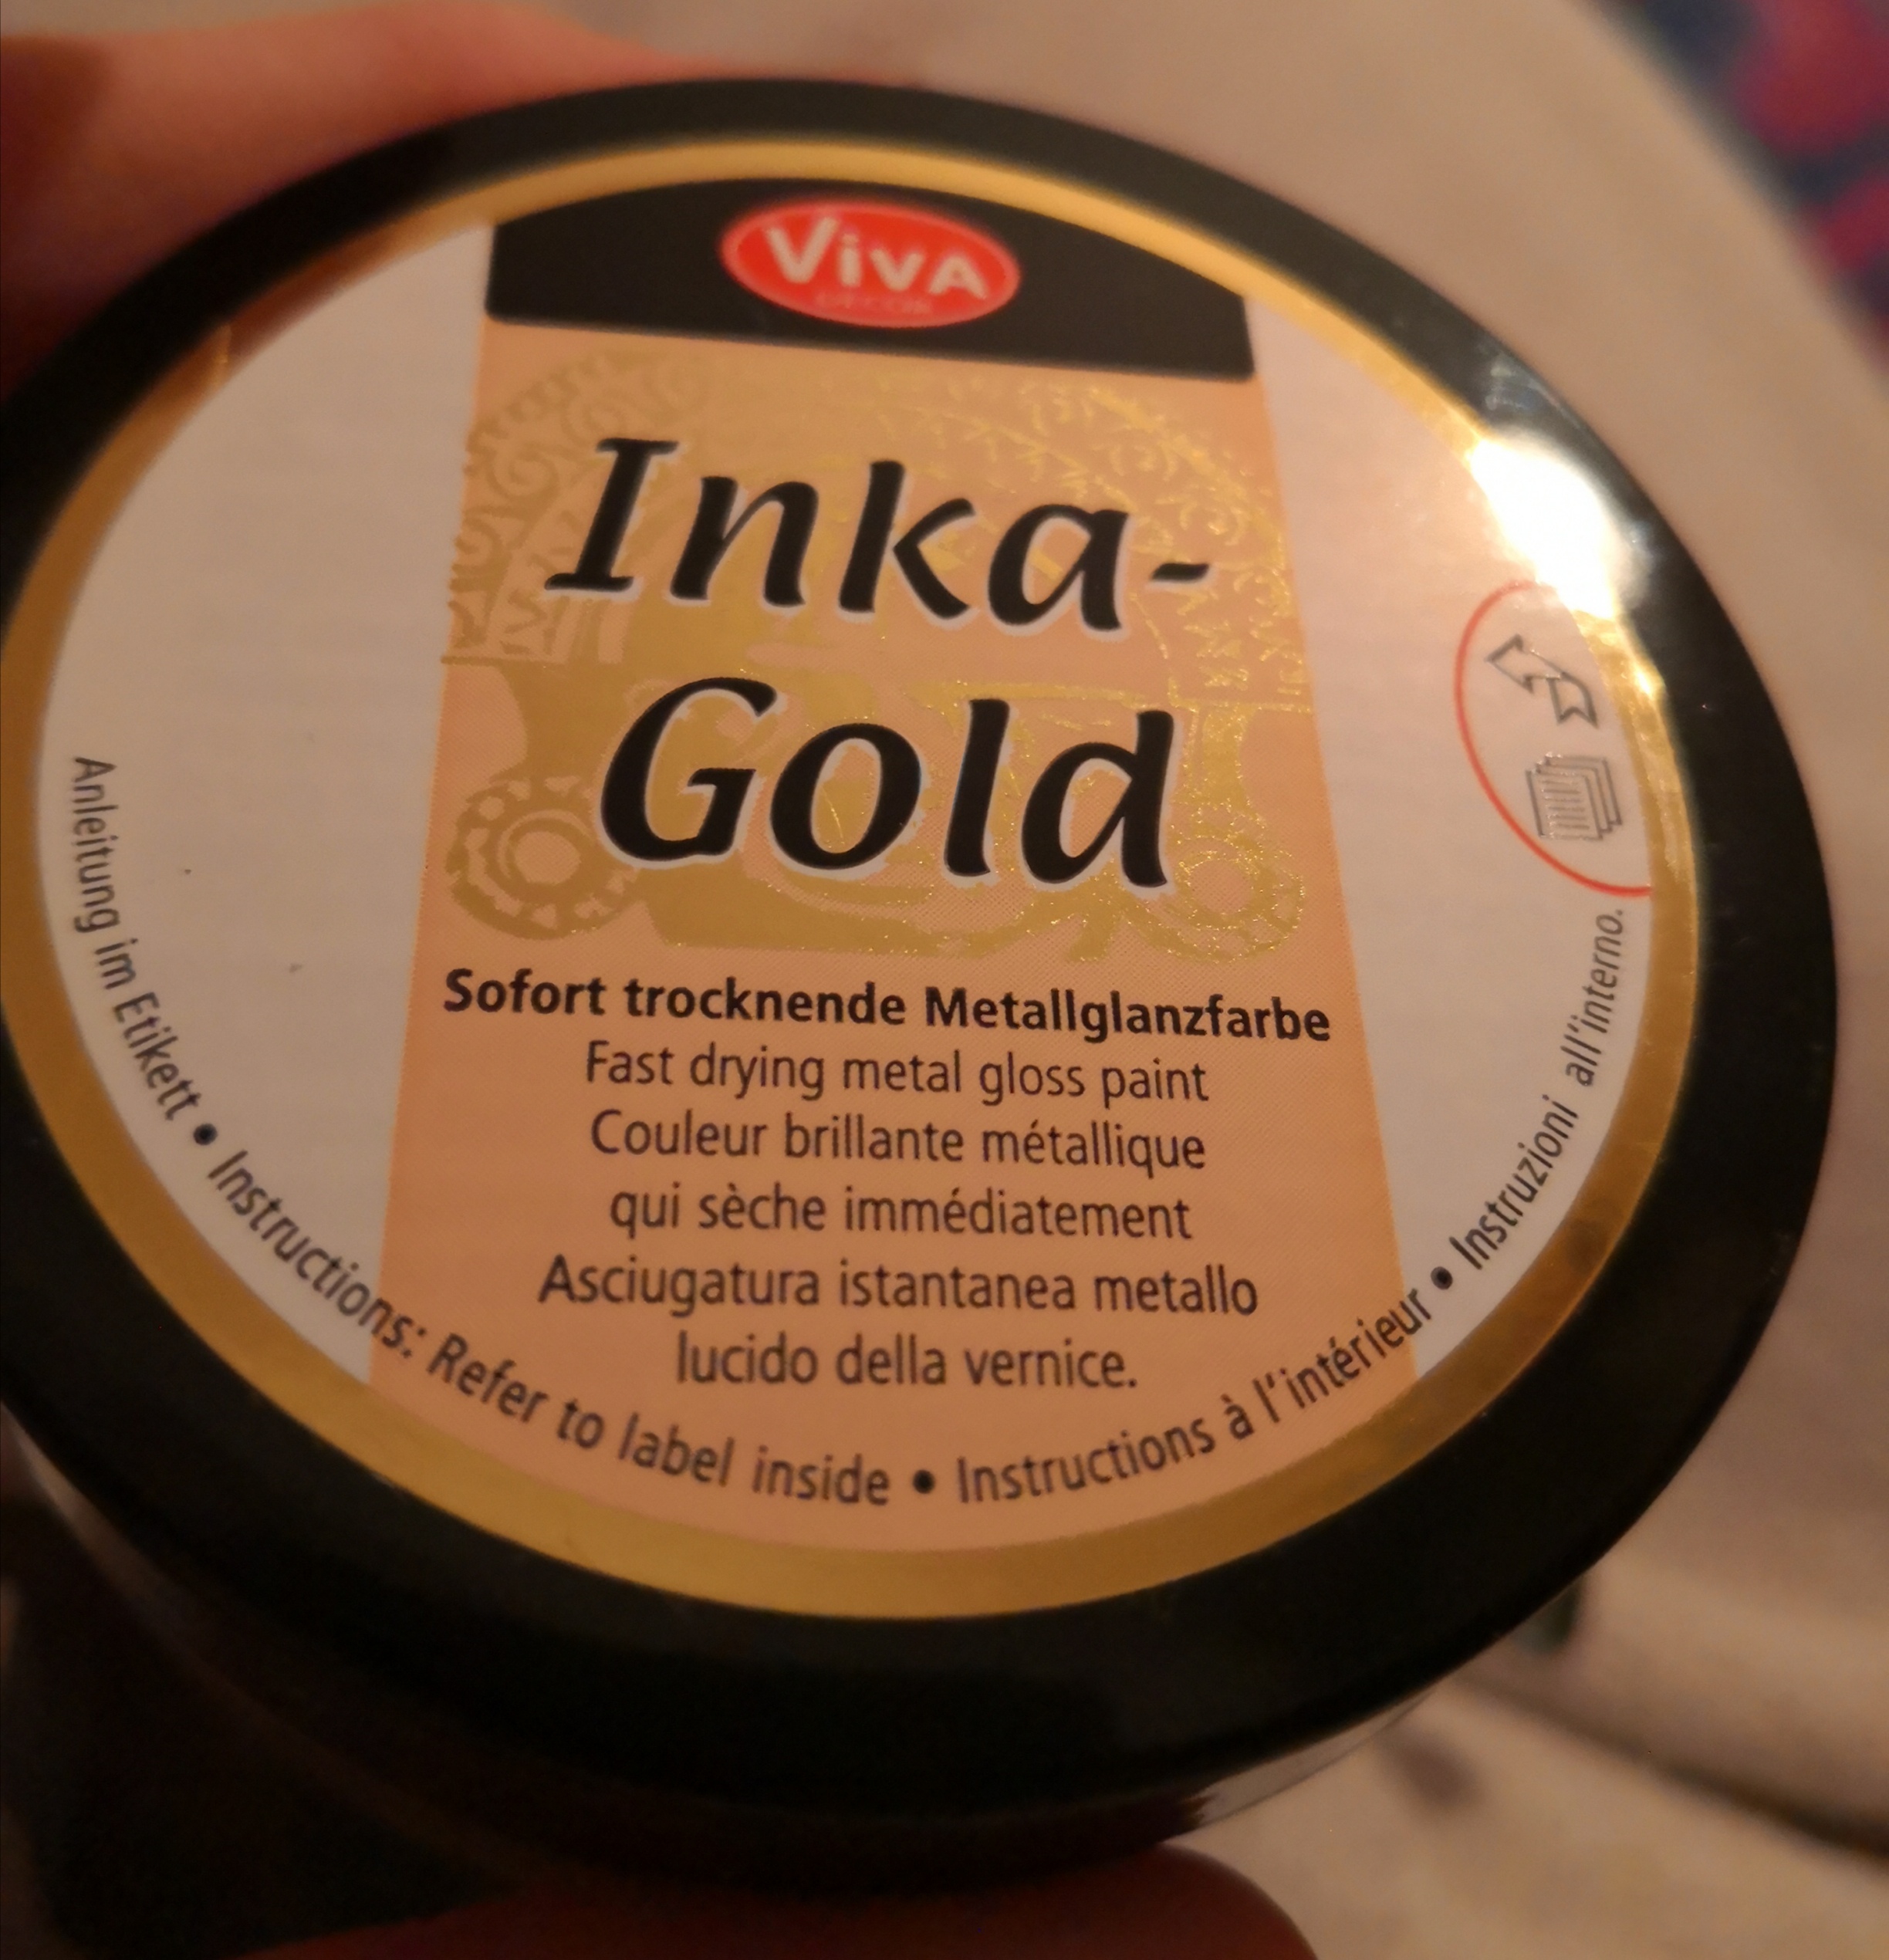 ViVA
DECOR
Inka-
Gold
Sofort trocknende Metallglanzfarbe
Fast drying metal gloss paint
Couleur brillante métallique
qui sèche immédiatement
Asciugatura istantanea metallo
lucido della vernice.
Anleitung im Etikett • Instructions: Refer to label inside • Instructions à l'intérieur • Instruzioni all'interno.